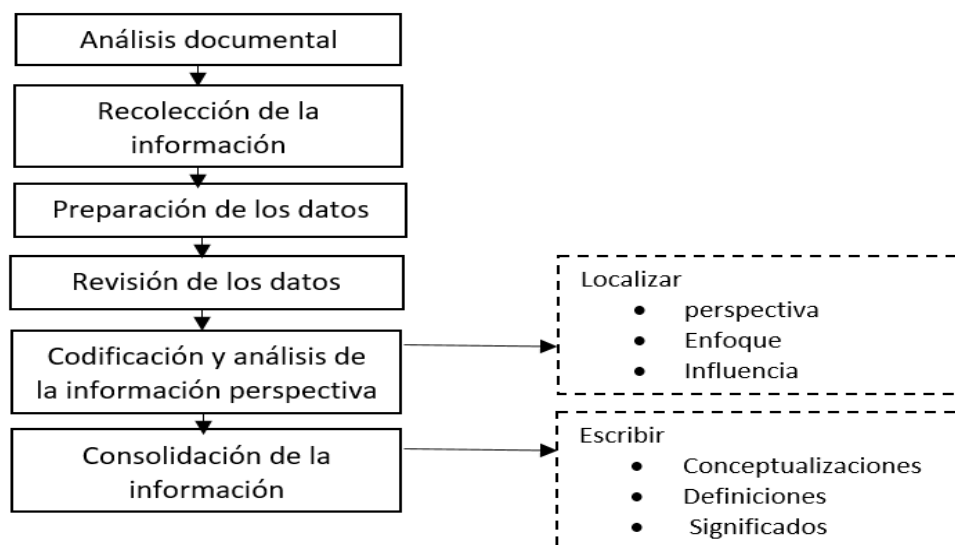 Análisis documental
Recolección de la
información
Preparación de los datos
Revisión de los datos
Codificación y análisis de
la información perspectiva
Consolidación de la
información
Localizar
• perspectiva
• Enfoque
• Influencia
Escribir
• Conceptualizaciones
• Definiciones
• Significados